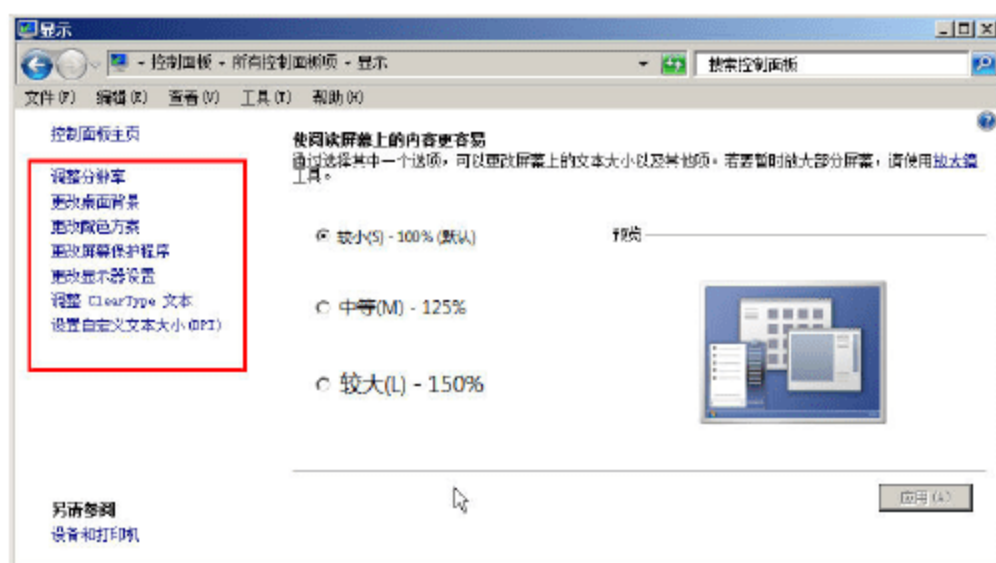 显示
控制面板 - 所有控制面板项 - 显示
搜索控制面板
文件(F) 编辑(E) 查看(V) 工具(T) 帮助(H)
控制面板主页
调整分辨率
更改桌面背景
更改配色方案
更改屏幕保护程序
更改显示器设置
调整 ClearType 文本
设置自定义文本大小(DPI)
另请参阅
设备和打印机
使阅读屏幕上的内容更容易
通过选择其中一个选项，可以更改屏幕上的文本大小以及其他项。若要暂时放大部分屏幕，请使用放大镜
工具。
较小(S) - 100% (默认)
预览
中等(M) - 125%
较大(L) - 150%
应用(A)